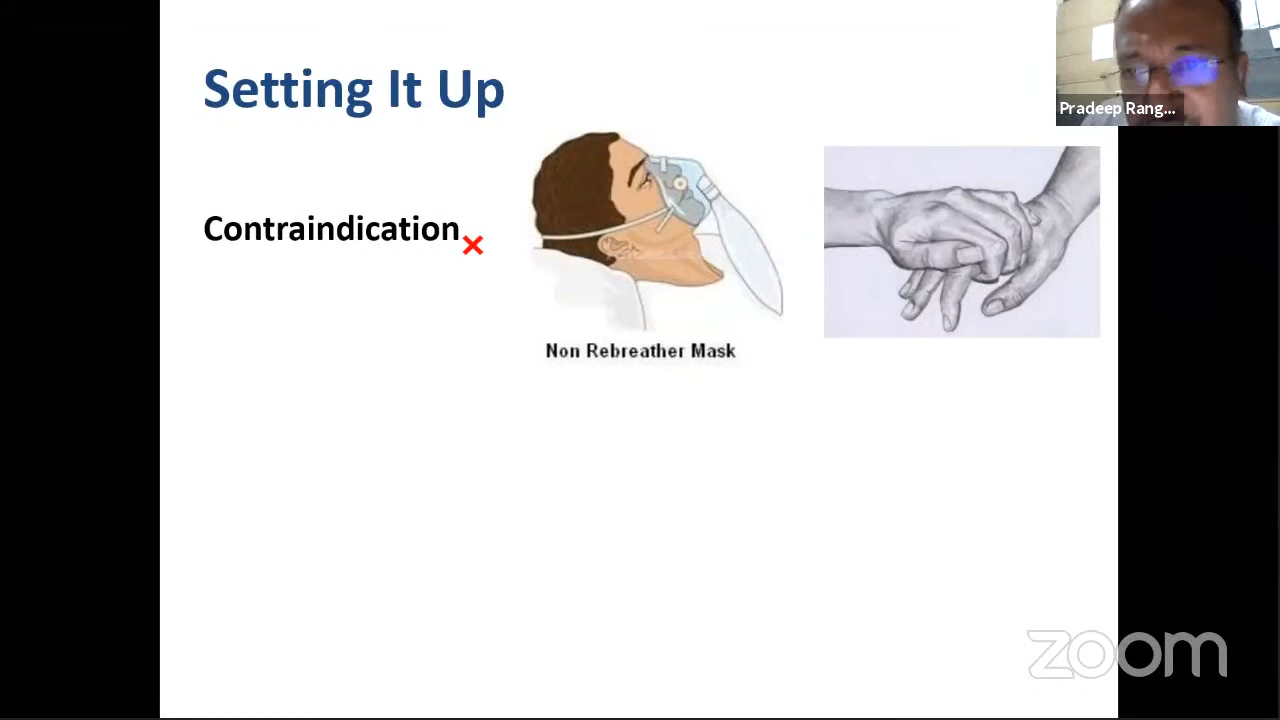 Setting It Up
Pradeep Rang...
Contraindication
Non Rebreather Mask
zoom